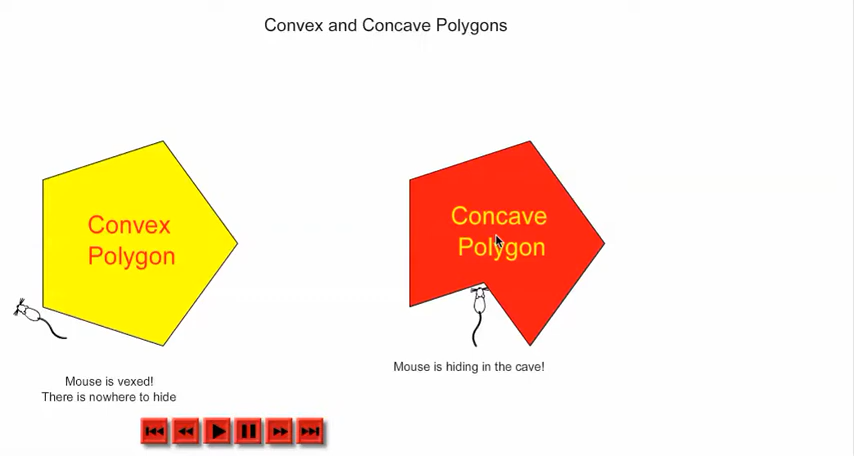 Convex and Concave Polygons
Convex
Polygon
Concave
Polygon
Mouse is vexed!
There is nowhere to hide
Mouse is hiding in the cave!